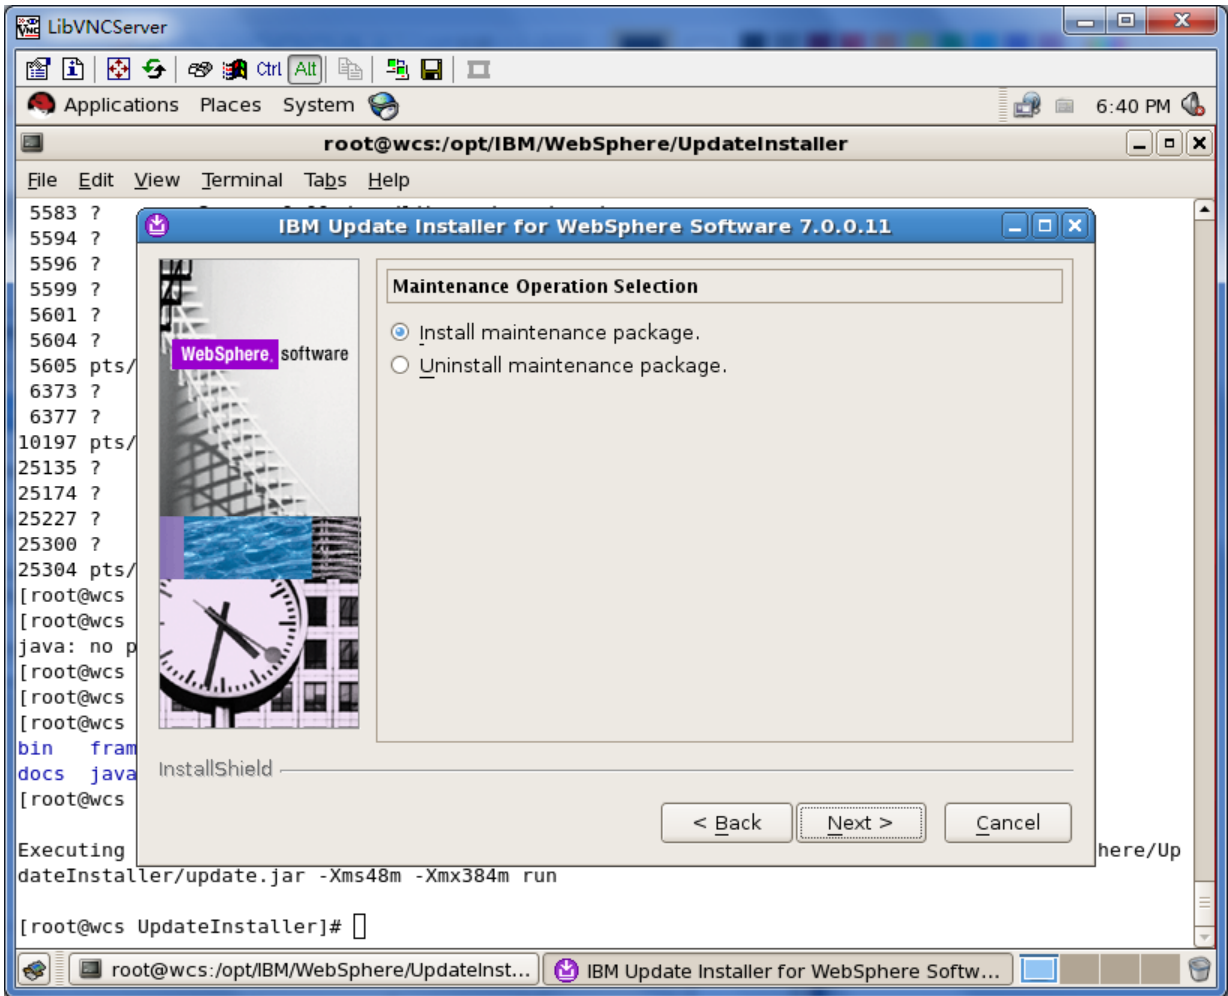 LibVNCServer
Ctrl Alt
Applications Places System 6:40 PM
root@wcs:/opt/IBM/WebSphere/UpdateInstaller
File Edit View Terminal Tabs Help
5583 ?
5594 ?
5596 ?
5599 ?
5601 ?
5604 ?
5605 pts/
6373 ?
6377 ?
10197 pts/
25135 ?
25174 ?
25227 ?
25300 ?
25304 pts/
[root@wcs
[root@wcs
java: no p
[root@wcs
[root@wcs
[root@wcs
bin fram
docs java
[root@wcs
IBM Update Installer for WebSphere Software 7.0.0.11
WebSphere. software
Maintenance Operation Selection
Install maintenance package.
Uninstall maintenance package.
InstallShield
< Back Next > Cancel
Executing here/Up
dateInstaller/update.jar -Xms48m -Xmx384m run
[root@wcs UpdateInstaller]#
root@wcs:/opt/IBM/WebSphere/UpdateInst... IBM Update Installer for WebSphere Softw...